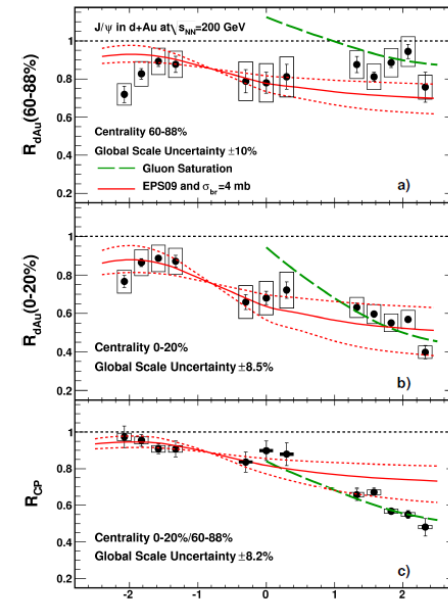 J/ψ in d+Au at √sNN=200 GeV
1
0.8
0.6
0.4
0.2
RdAu(60-88%)
Centrality 60-88%
Global Scale Uncertainty ±10%
Gluon Saturation
EPS09 and σbr=4 mb
a)
1
0.8
0.6
0.4
0.2
RdAu(0-20%)
Centrality 0-20%
Global Scale Uncertainty ±8.5%
b)
1
0.8
0.6
0.4
0.2
RCP
Centrality 0-20%/60-88%
Global Scale Uncertainty ±8.2%
c)
-2 -1 0 1 2